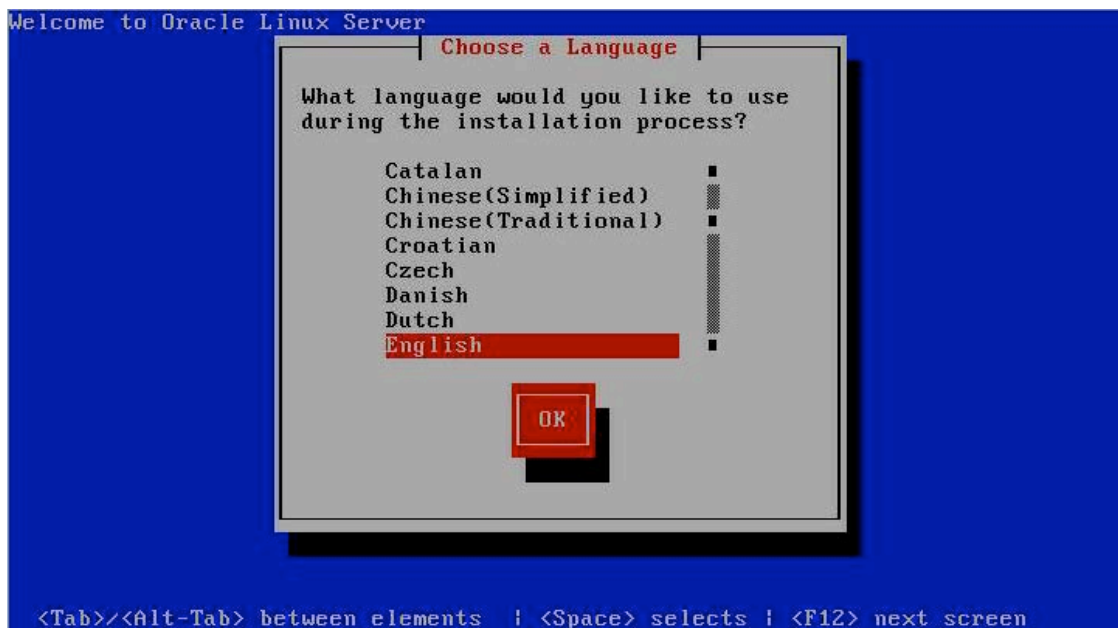 Welcome to Oracle Linux Server
Choose a Language
What language would you like to use
during the installation process?
Catalan
Chinese(Simplified)
Chinese(Traditional)
Croatian
Czech
Danish
Dutch
English
OK
<Tab>/<Alt-Tab> between elements | <Space> selects | <F12> next screen